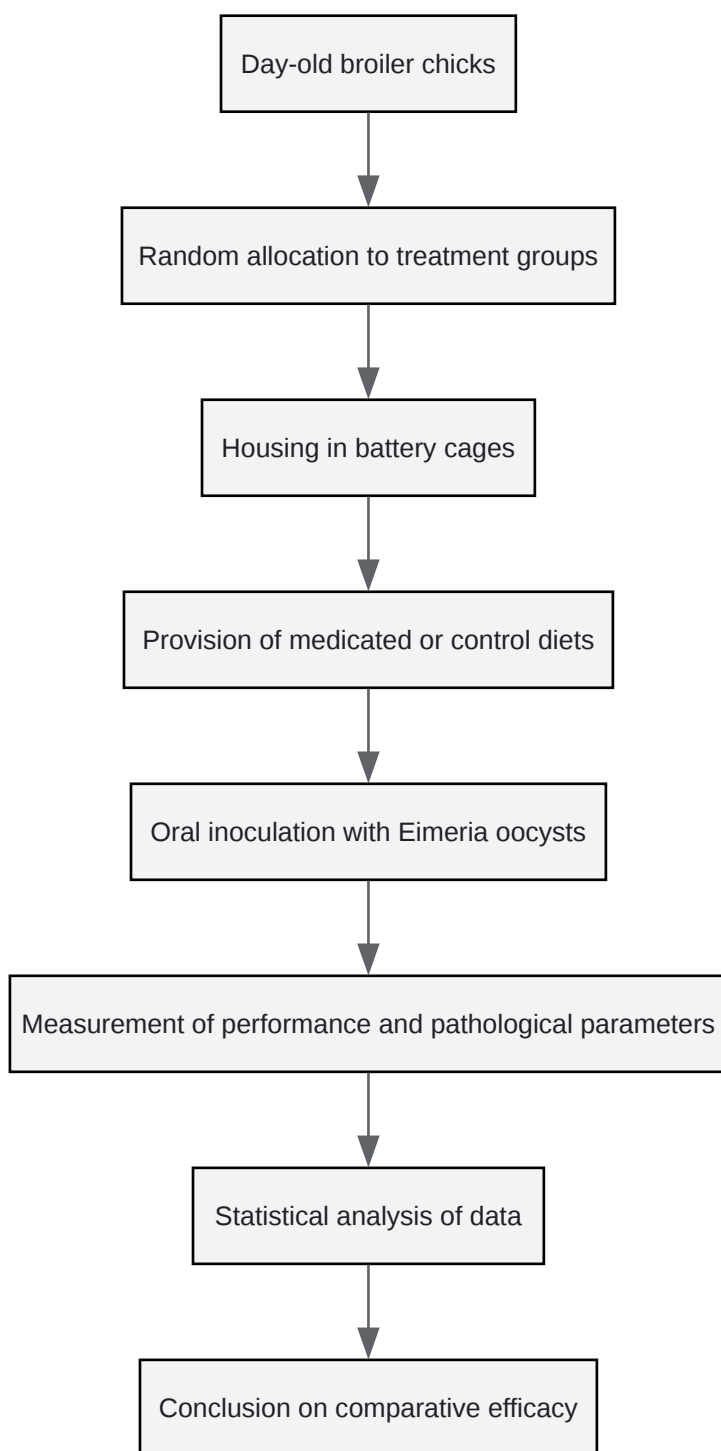 Day-old broiler chicks
Random allocation to treatment groups
Housing in battery cages
Provision of medicated or control diets
Oral inoculation with Eimeria oocysts
Measurement of performance and pathological parameters
Statistical analysis of data
Conclusion on comparative efficacy